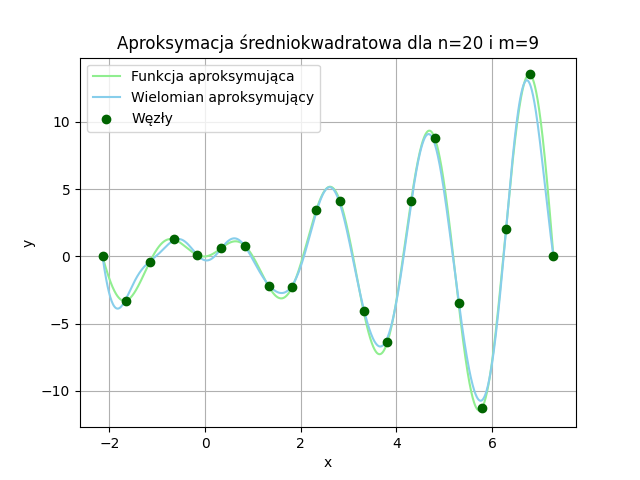 Aproksymacja średniokwadratowa dla n=20 i m=9
Funkcja aproksymująca
Wielomian aproksymujący
Węzły
y
10
5
0
−5
−10
−2
0
2
4
6
x